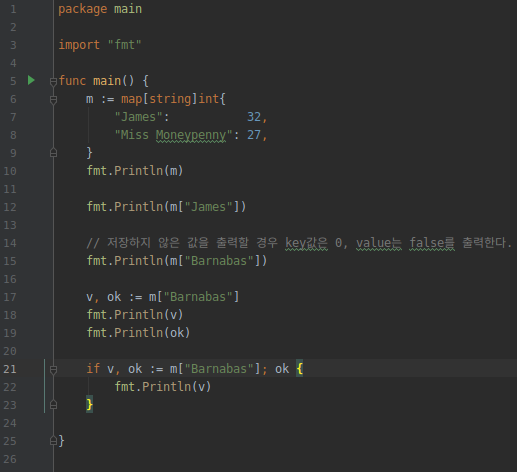 1 package main
2
3 import "fmt"
4
5 func main() {
6     m := map[string]int{
7         "James":           32,
8         "Miss Moneypenny": 27,
9     }
10     fmt.Println(m)
11
12     fmt.Println(m["James"])
13
14     // 저장하지 않은 값을 출력할 경우 key값은 0, value는 false를 출력한다.
15     fmt.Println(m["Barnabas"])
16
17     v, ok := m["Barnabas"]
18     fmt.Println(v)
19     fmt.Println(ok)
20
21     if v, ok := m["Barnabas"]; ok {
22         fmt.Println(v)
23     }
24
25 }
26